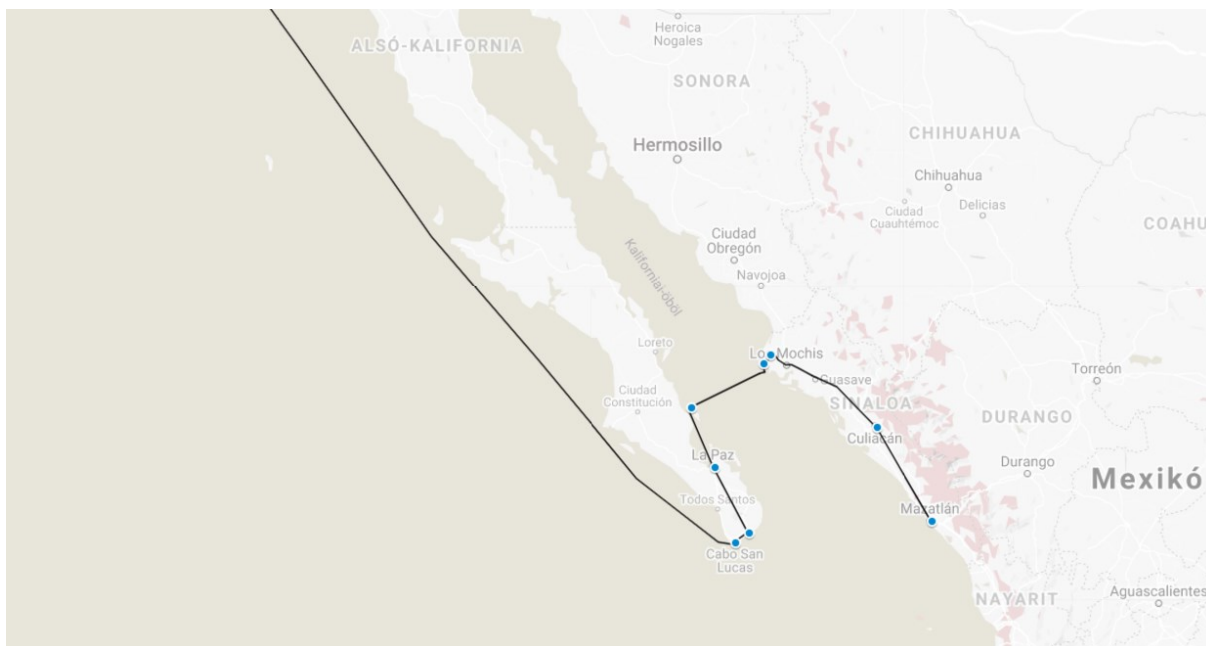 Heroica
Nogales
ALSÓ-KALIFORNIA
SONORA
CHIHUAHUA
Hermosillo
Chihuahua
Delicias
Ciudad
Cuauhtémoc
COAHU
Ciudad
Obregón
Kaliforniai-öböl
Navojoa
Loreto
Los Mochis
Guasave
Torreón
Ciudad
Constitución
SINALOA
DURANGO
Culiacán
La Paz
Durango
Mexikó
Todos Santos
Mazatlán
Cabo San
Lucas
NAYARIT
Aguascalientes